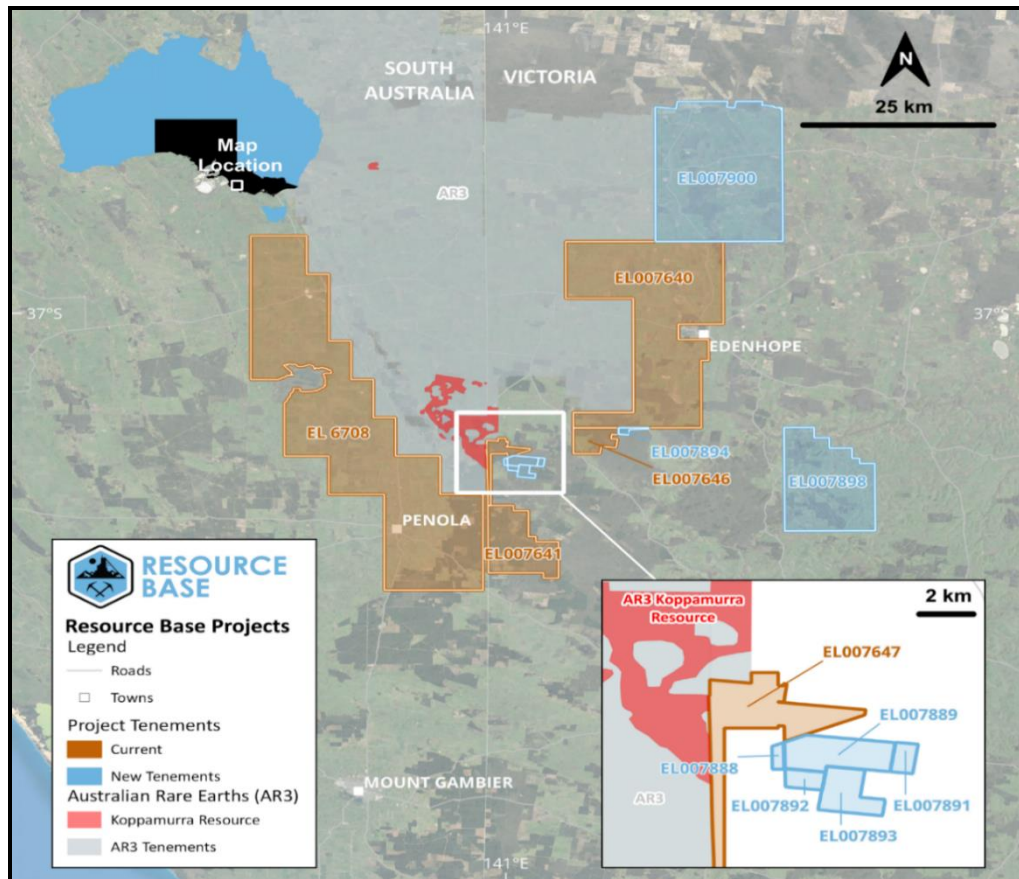 141°E
SOUTH
AUSTRALIA
VICTORIA
N
25 km
Map
Location
AR3
EL007900
EL007640
37°S
37°S
EDENHOPE
EL 6708
EL007894
EL007646
EL007898
PENOLA
EL007641
MOUNT GAMBIER
141°E
RESOURCE
BASE
Resource Base Projects
Legend
Roads
Towns
Project Tenements
Current
New Tenements
Australian Rare Earths (AR3)
Koppamurra Resource
AR3 Tenements
AR3 Koppamurra
Resource
2 km
EL007647
EL007889
EL007888
AR3
EL007892
EL007891
EL007893